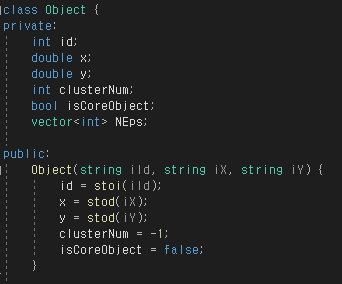 class Object {
private:
int id;
double x;
double y;
int clusterNum;
bool isCoreObject;
vector<int> NEps;
public:
Object(string iId, string iX, string iY) {
id = stoi(iId);
x = stod(iX);
y = stod(iY);
clusterNum = -1;
isCoreObject = false;
}